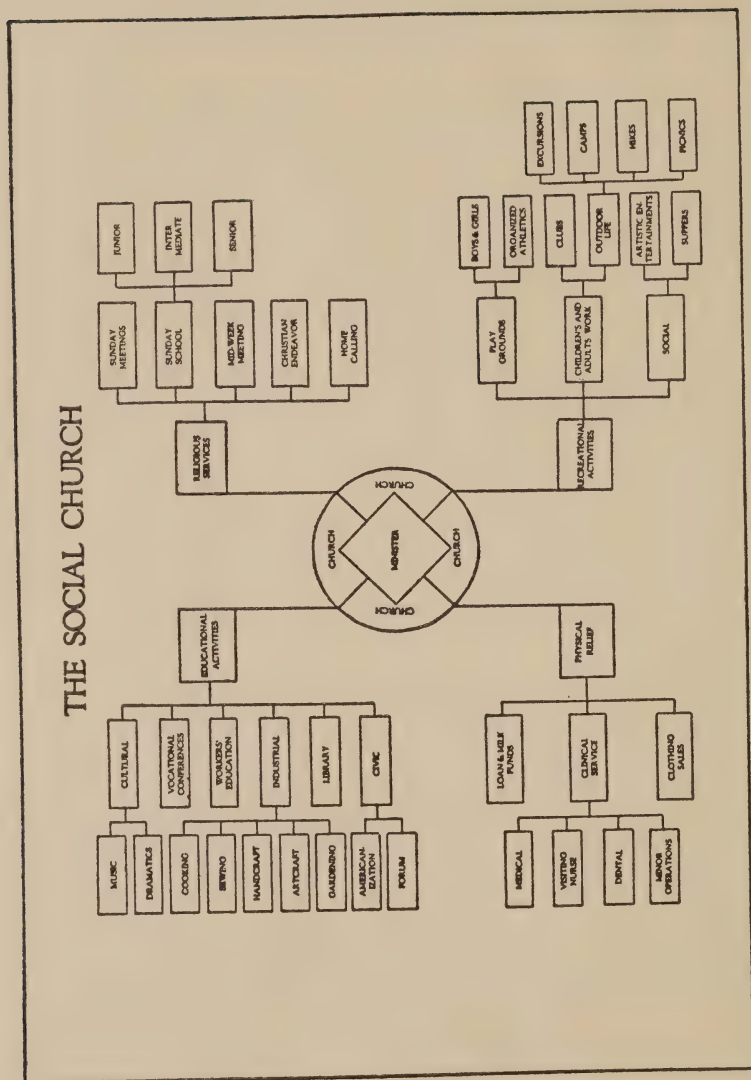 THE SOCIAL CHURCH
EDUCATIONAL
ACTIVITIES
CULTURAL
MUSIC
DRAMATICS
VOCATIONAL
CONFERENCES
WORKERS'
EDUCATION
INDUSTRIAL
COOKING
SEWING
HANDCRAFT
ARTCRAFT
GARDENING
LIBRARY
CIVIC
AMERICAN-
IZATION
FORUM
RELIGIOUS
SERVICES
SUNDAY
MEETINGS
SUNDAY
SCHOOL
JUNIOR
INTER
MEDIATE
SENIOR
MID-WEEK
MEETING
CHRISTIAN
ENDEAVOR
HOME
CALLING
CHURCH
CHURCH
MINISTER
CHURCH
CHURCH
PHYSICAL
RELIEF
LOAN & MILK
FUNDS
CLINICAL
SERVICE
MEDICAL
VISITING
NURSE
DENTAL
MINOR
OPERATIONS
CLOTHING
SALES
RECREATIONAL
ACTIVITIES
PLAY
GROUNDS
BOYS & GIRLS
ORGANIZED
ATHLETICS
CHILDREN'S AND
ADULTS WORK
CLUBS
OUTDOOR
LIFE
EXCURSIONS
CAMPS
HIKES
PICNICS
SOCIAL
ARTISTIC EN-
TERTAINMENTS
SUPPERS